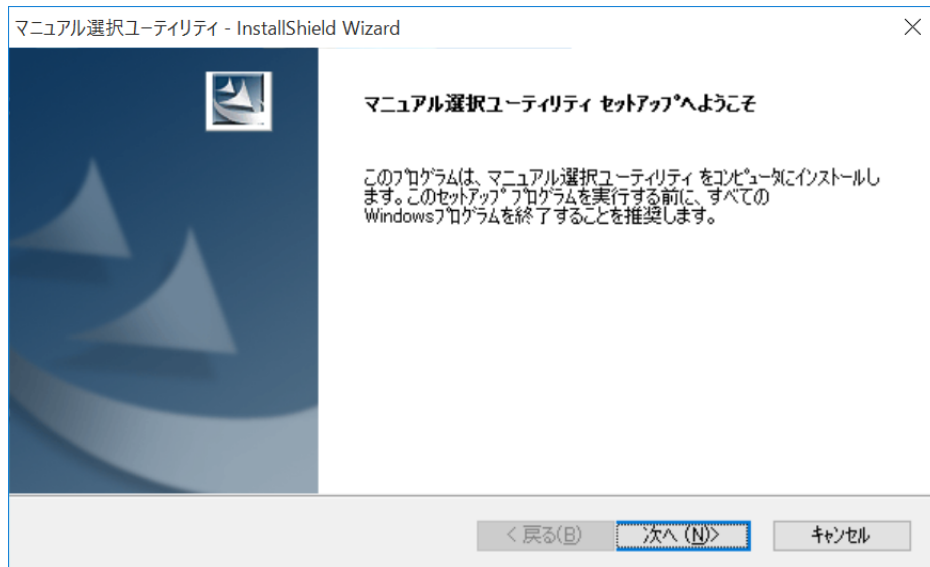 マニュアル選択ユーティリティ - InstallShield Wizard
マニュアル選択ユーティリティ ｾｯﾄｱｯﾌﾟへようこそ
このﾌﾟﾛｸﾞﾗﾑは、マニュアル選択ユーティリティ をｺﾝﾋﾟｭｰﾀにｲﾝｽﾄｰﾙし
ます。このｾｯﾄｱｯﾌﾟ ﾌﾟﾛｸﾞﾗﾑを実行する前に、すべての
Windowsﾌﾟﾛｸﾞﾗﾑを終了することを推奨します。
< 戻る(B)
次へ (N)>
ｷｬﾝｾﾙ